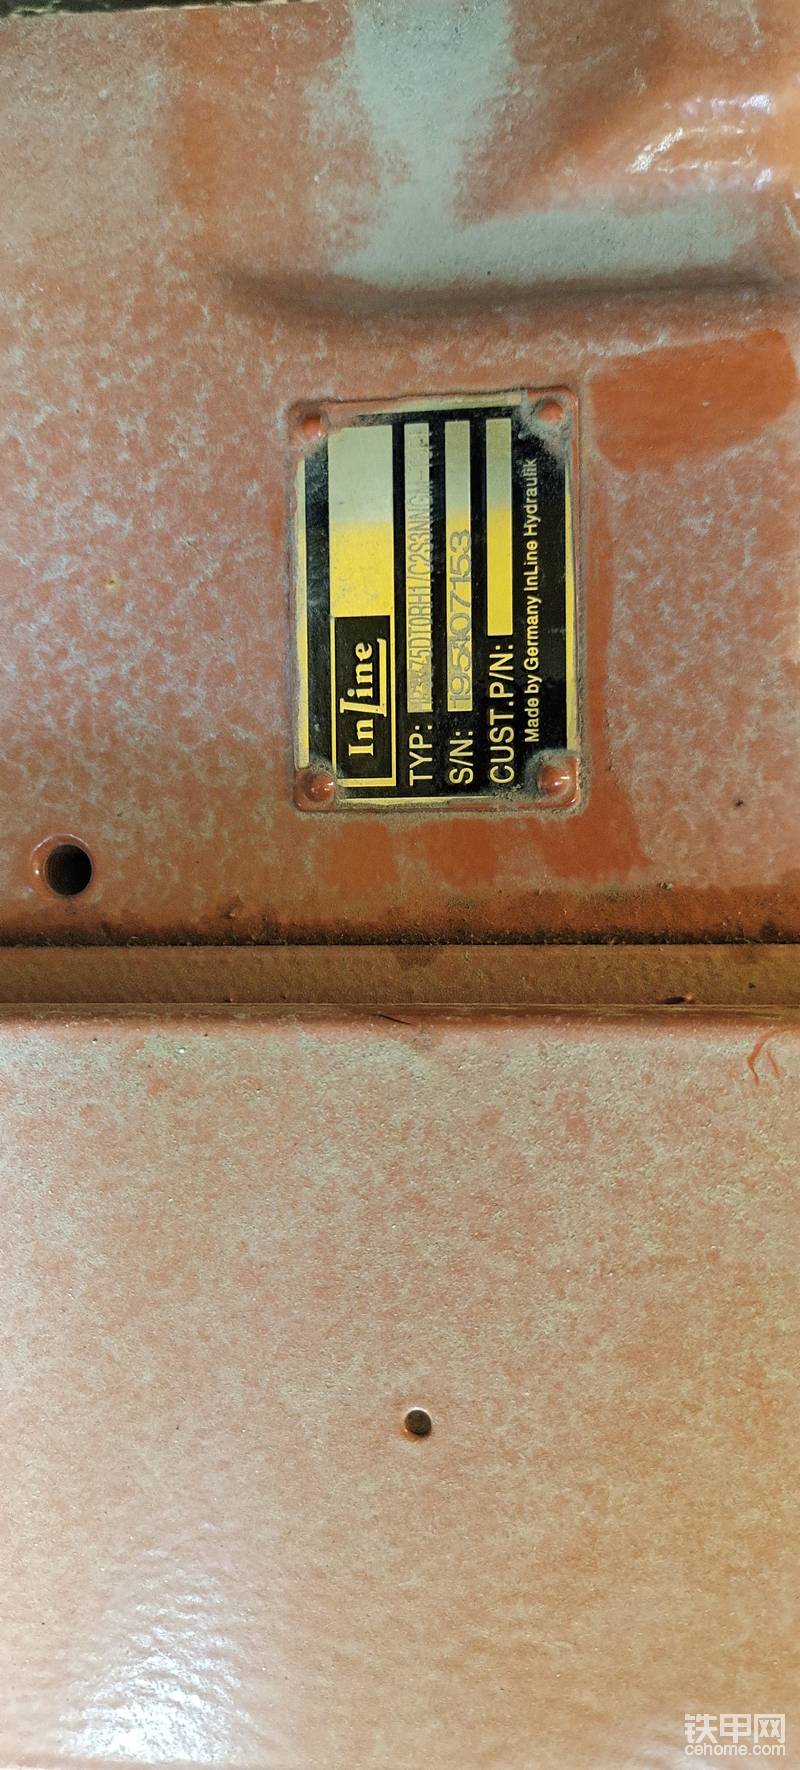 InLine
TYP:
S/N: 195107153
CUST.P/N:
Made by Germany InLine Hydraulik
铁甲网
cehome.com